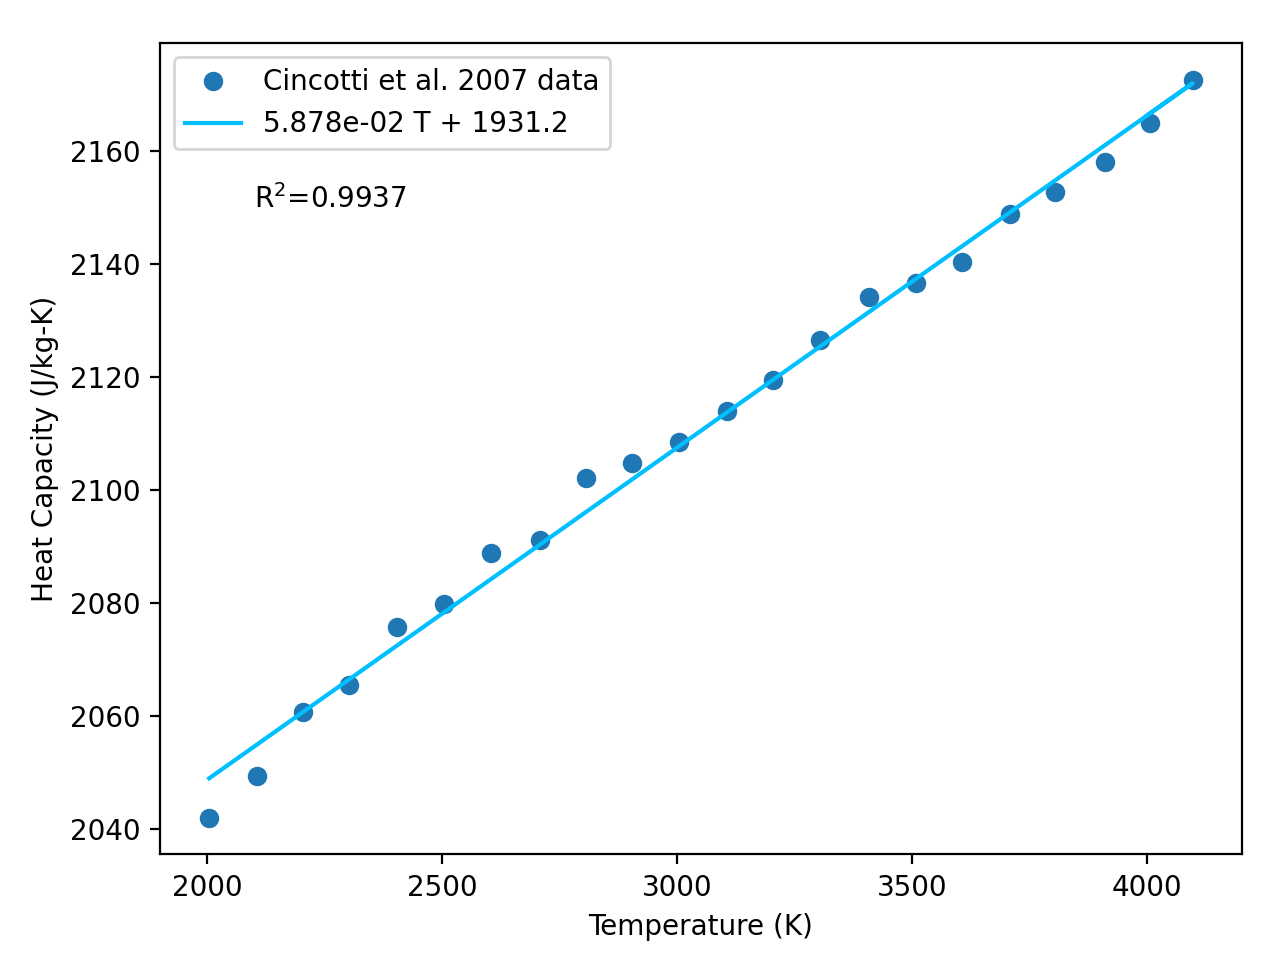 Cincotti et al. 2007 data
5.878e-02 T + 1931.2
R²=0.9937
2160
2140
2120
2100
2080
2060
2040
Heat Capacity (J/kg-K)
2000 2500 3000 3500 4000
Temperature (K)